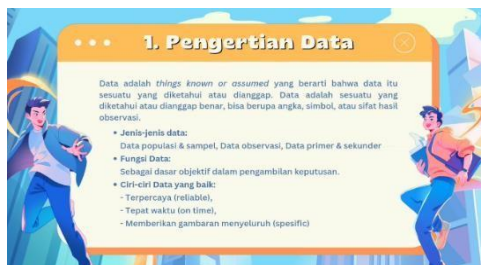 1. Pengertian Data
Data adalah things known or assumed yang berarti bahwa data itu
sesuatu yang diketahui atau dianggap. Data adalah sesuatu yang
diketahui atau dianggap benar, bisa berupa angka, simbol, atau sifat hasil
observasi.
• Jenis-jenis data:
Data populasi & sampel, Data observasi, Data primer & sekunder
• Fungsi Data:
Sebagai dasar objektif dalam pengambilan keputusan.
• Ciri-ciri Data yang baik:
- Terpercaya (reliable),
- Tepat waktu (on time),
- Memberikan gambaran menyeluruh (spesific)